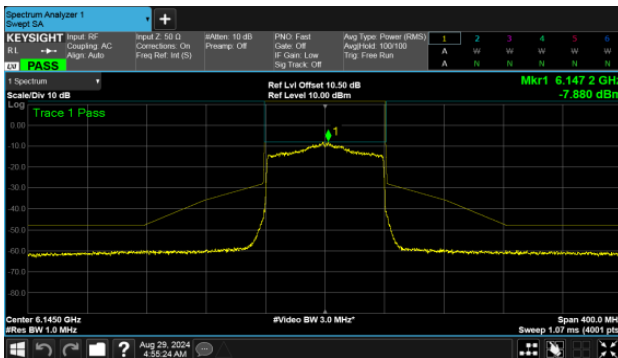 Spectrum Analyzer 1
Swept SA
+
KEYSIGHT
RL
LXI PASS
Input: RF
Coupling: AC
Align: Auto
Input Z: 50 Ω
Corrections: On
Freq Ref: Int (S)
#Atten: 10 dB
Preamp: Off
PNO: Fast
Gate: Off
IF Gain: Low
Sig Track: Off
Avg Type: Power (RMS)
Avg|Hold: 100/100
Trig: Free Run
1 2 3 4 5 6
A W W W W W
A N N N N N
1 Spectrum
Scale/Div 10 dB
Ref Lvl Offset 10.50 dB
Ref Level 10.00 dBm
Mkr1 6.147 2 GHz
-7.880 dBm
Log
Trace 1 Pass
1
0.00
-10.0
-20.0
-30.0
-40.0
-50.0
-60.0
-70.0
-80.0
Center 6.1450 GHz
#Res BW 1.0 MHz
#Video BW 3.0 MHz*
Span 400.0 MHz
Sweep 1.07 ms (4001 pts)
?
Aug 29, 2024
4:55:24 AM